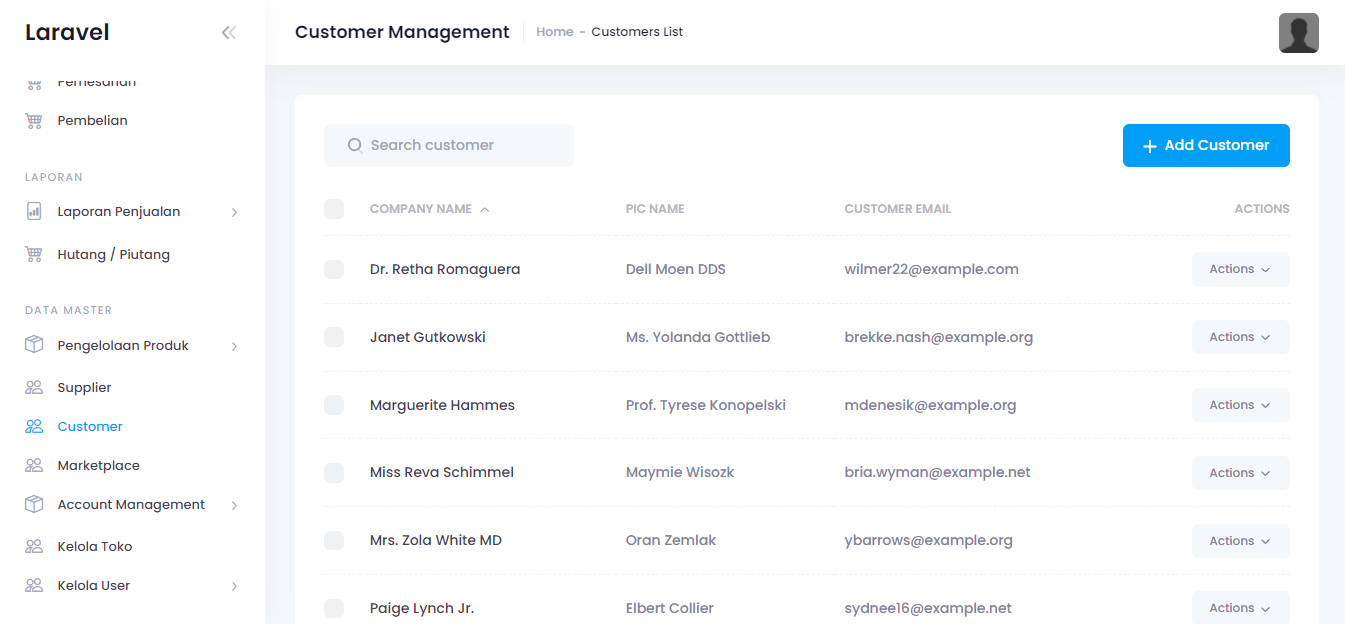 Laravel
Pemesanan
Pembelian
LAPORAN
Laporan Penjualan
Hutang / Piutang
DATA MASTER
Pengelolaan Produk
Supplier
Customer
Marketplace
Account Management
Kelola Toko
Kelola User
Customer Management Home - Customers List
Search customer
Add Customer
COMPANY NAME PIC NAME CUSTOMER EMAIL ACTIONS
Dr. Retha Romaguera Dell Moen DDS wilmer22@example.com Actions
Janet Gutkowski Ms. Yolanda Gottlieb brekke.nash@example.org Actions
Marguerite Hammes Prof. Tyrese Konopelski mdenesik@example.org Actions
Miss Reva Schimmel Maymie Wisozk bria.wyman@example.net Actions
Mrs. Zola White MD Oran Zemlak ybarrows@example.org Actions
Paige Lynch Jr. Elbert Collier sydnee16@example.net Actions